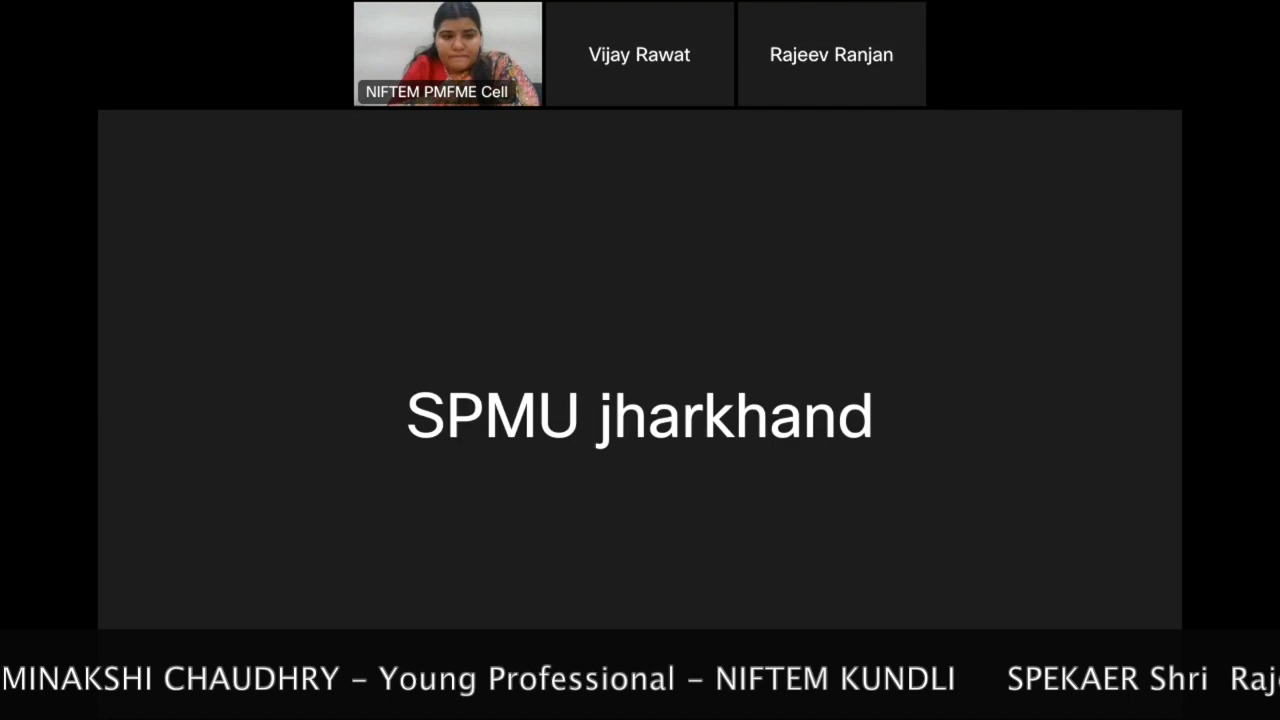 NIFTEM PMFME Cell
Vijay Rawat
Rajeev Ranjan
SPMU jharkhand
MINAKSHI CHAUDHRY - Young Professional - NIFTEM KUNDLI SPEKAER Shri